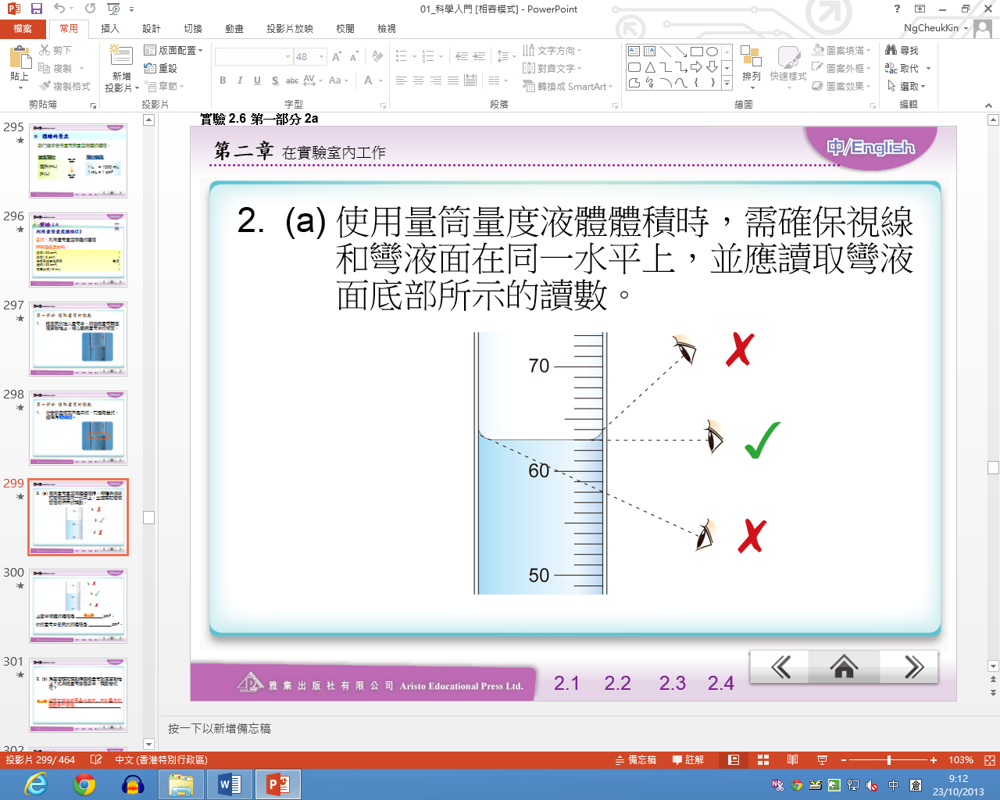 01_科學入門 [相容模式] - PowerPoint
NgCheukKin
檔案 常用 插入 設計 切換 動畫 投影片放映 校閱 檢視
貼上
剪下
複製
複製格式
剪貼簿
新增
投影片
版面配置
重設
章節
投影片
48
字型
段落
文字方向
對齊文字
轉換成 SmartArt
排列
快速樣式
圖案填滿
圖案外框
圖案效果
繪圖
尋找
取代
選取
編輯
295
296
297
298
299
300
301
實驗 2.6 第一部分 2a
第二章 在實驗室內工作
中/English
2. (a) 使用量筒量度液體體積時，需確保視線
和彎液面在同一水平上，並應讀取彎液
面底部所示的讀數。
70
60
50
雅集出版社有限公司 Aristo Educational Press Ltd.
2.1 2.2 2.3 2.4
按一下以新增備忘稿
投影片 299/ 464 中文 (香港特別行政區) 備忘稿 註解 103%
中 倉
9:12
23/10/2013